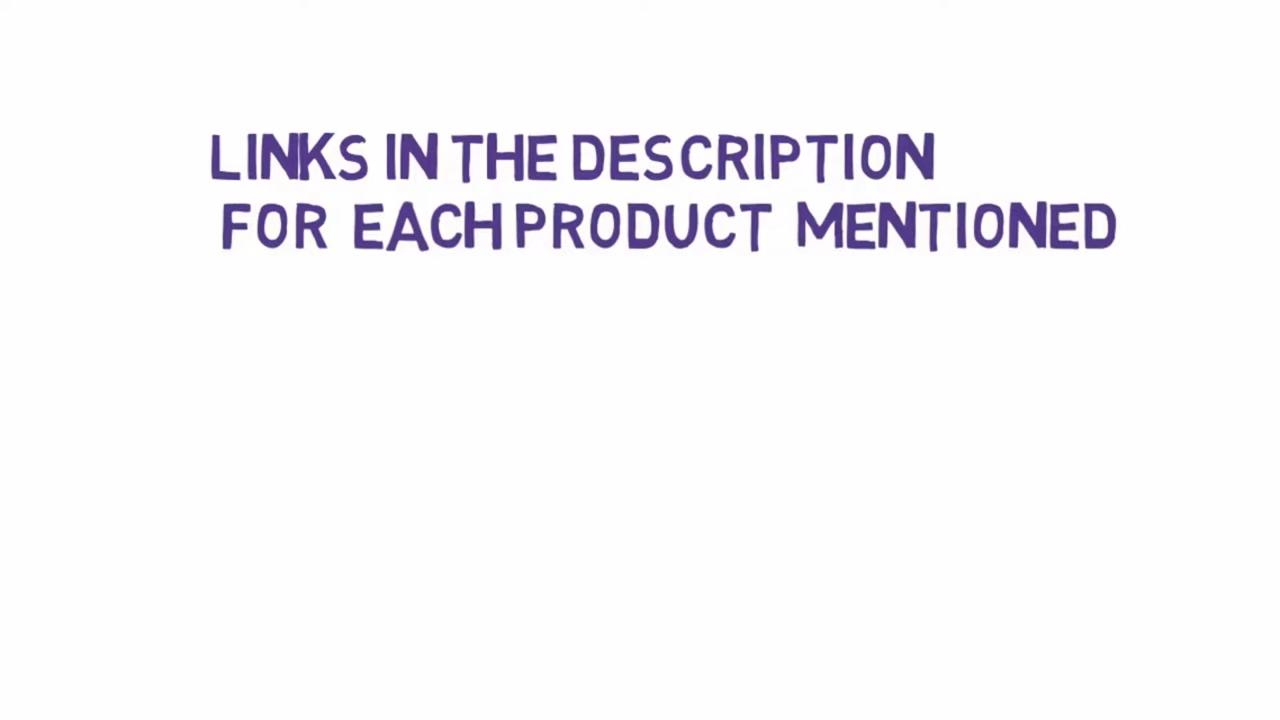 LINKS IN THE DESCRIPTION
FOR EACH PRODUCT MENTIONED